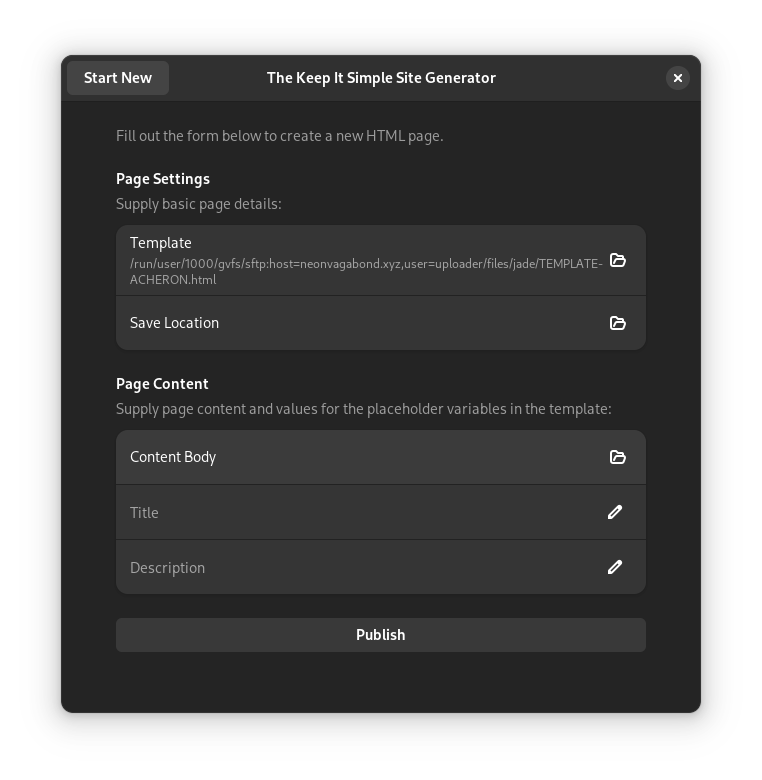 Start New
The Keep It Simple Site Generator
Fill out the form below to create a new HTML page.
Page Settings
Supply basic page details:
Template
/run/user/1000/gvfs/sftp:host=neonvagabond.xyz,user=uploader/files/jade/TEMPLATE-
ACHERON.html
Save Location
Page Content
Supply page content and values for the placeholder variables in the template:
Content Body
Title
Description
Publish